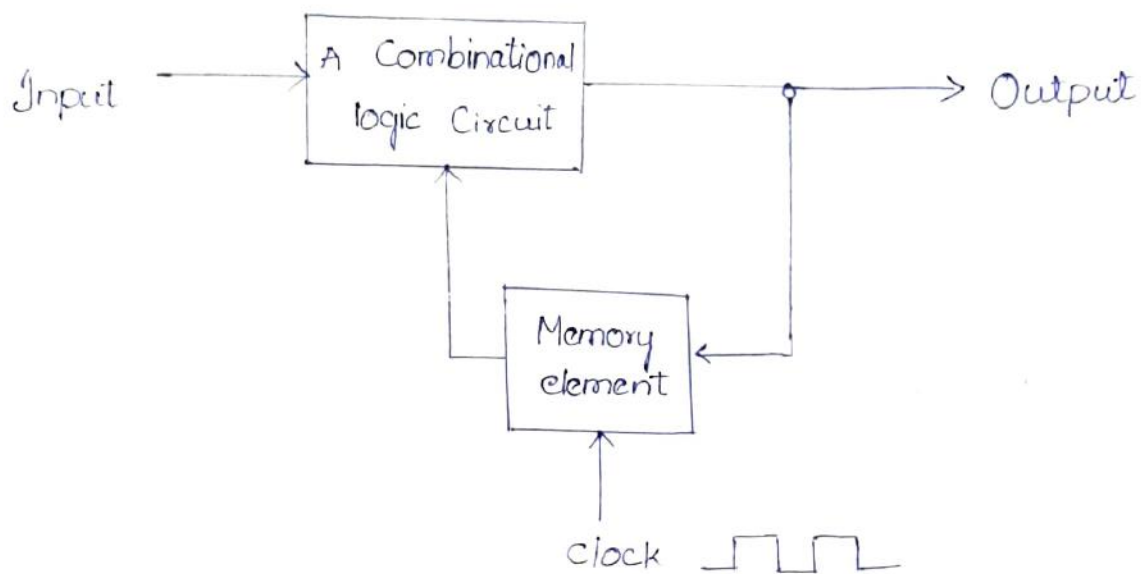 A Combinational
logic Circuit
Input
Output
Memory
element
Clock